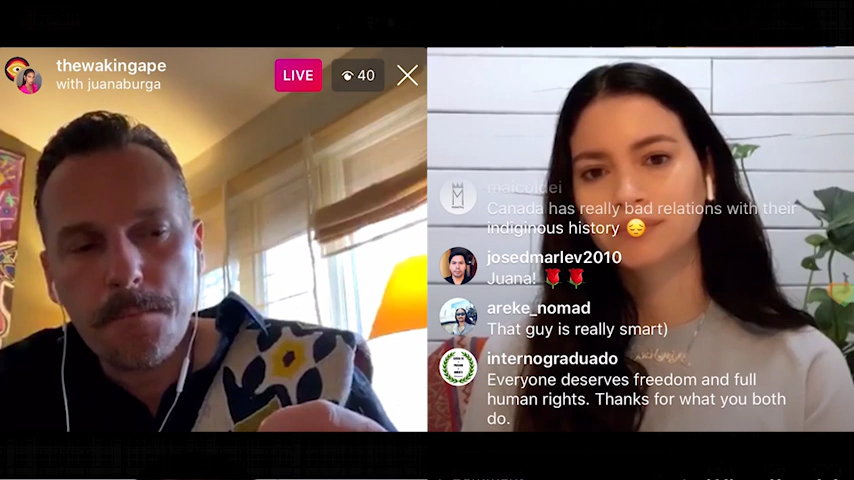 thewakingape
with juanaburga
LIVE
40
malcoldei
Canada has really bad relations with their
indiginous history 😔
josedmarlev2010
Juana! 🌹🌹
areke_nomad
That guy is really smart)
internograduado
Everyone deserves freedom and full
human rights. Thanks for what you both
do.